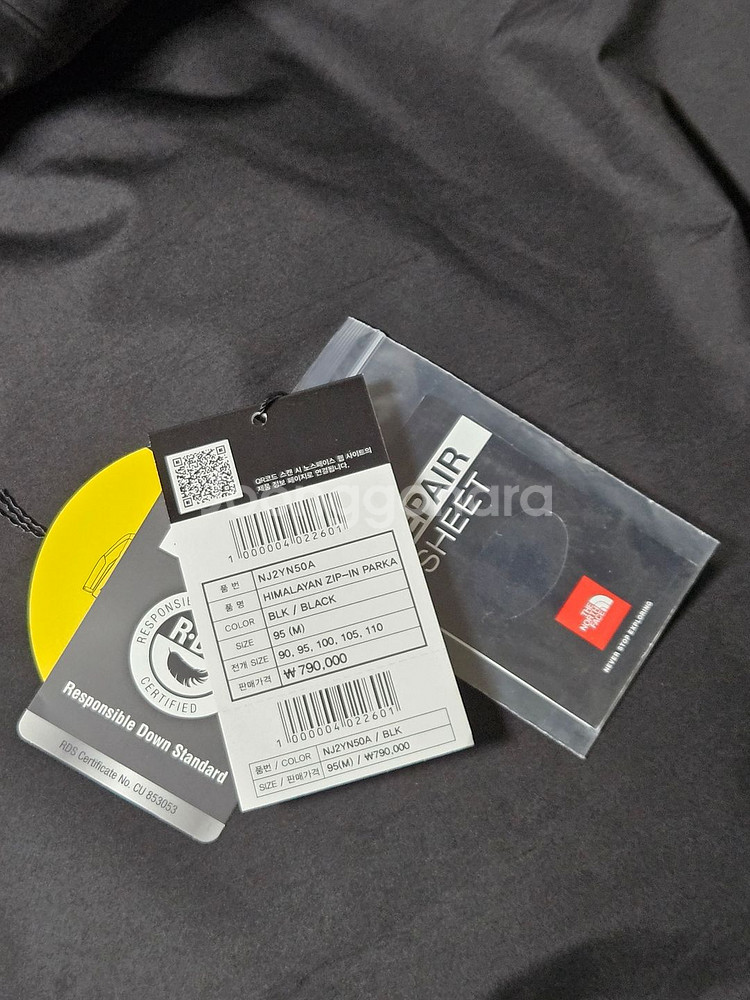 QR코드 스캔 시 노스페이스 웹 사이트의
제품 정보 페이지로 연결됩니다.
1 000004 022601
품 번 NJ2YN50A
품 명 HIMALAYAN ZIP-IN PARKA
COLOR BLK / BLACK
SIZE 95 (M)
전개 SIZE 90, 95, 100, 105, 110
판매가격 ₩ 790,000
1 000004 022601
품번 / COLOR NJ2YN50A / BLK
SIZE / 판매가격 95(M) / ₩790,000
CERTIFIED
Responsible Down Standard
RDS Certificate No. CU 853053
SHEET
THE
NORTH
FACE
NEVER STOP EXPLORING